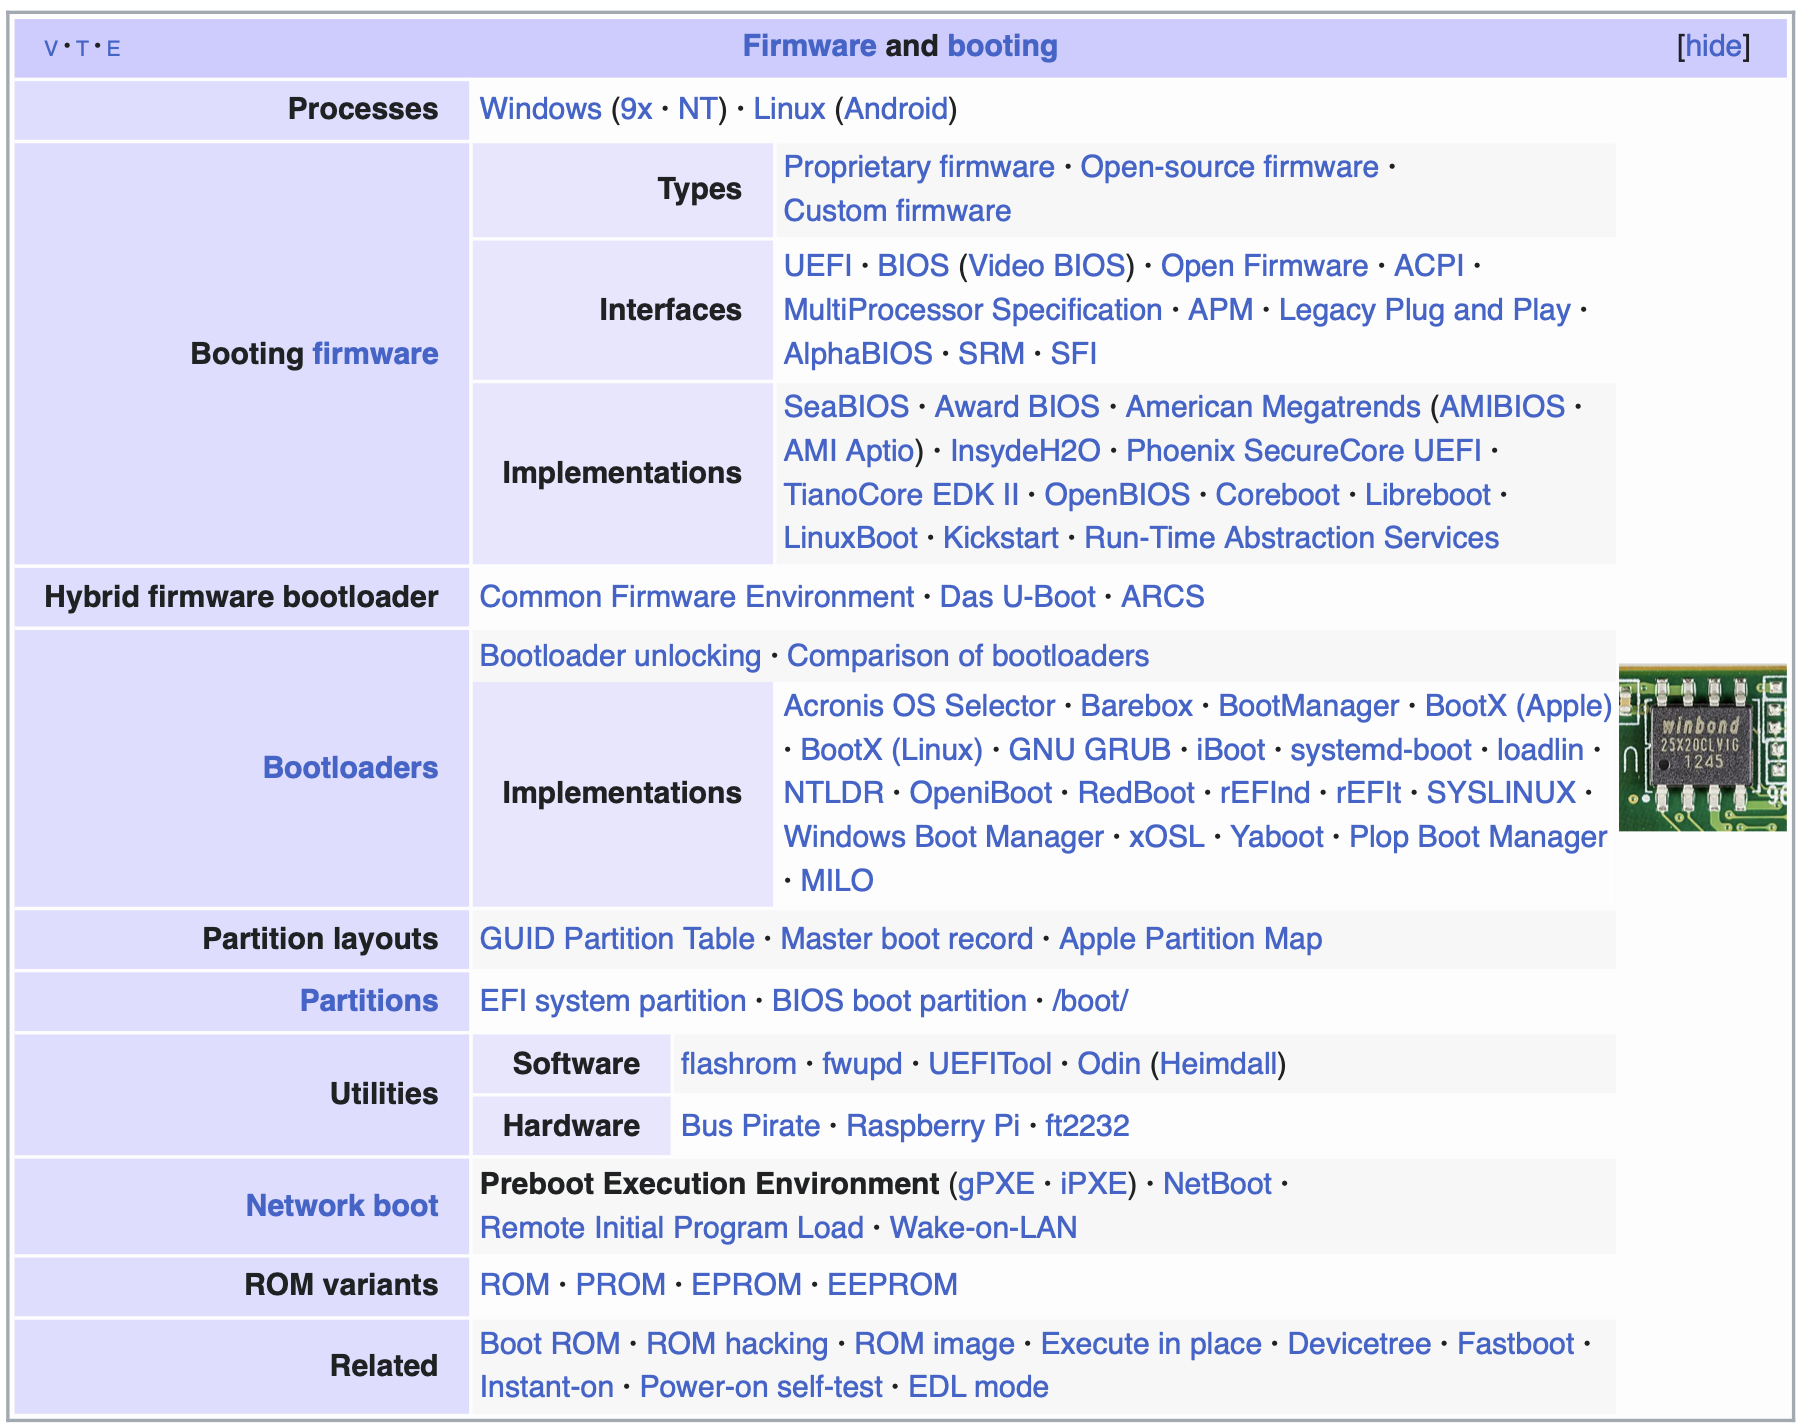 V · T · E
Firmware and booting
[hide]
Processes
Windows (9x · NT) · Linux (Android)
Booting firmware
Types
Proprietary firmware · Open-source firmware ·
Custom firmware
Interfaces
UEFI · BIOS (Video BIOS) · Open Firmware · ACPI ·
MultiProcessor Specification · APM · Legacy Plug and Play ·
AlphaBIOS · SRM · SFI
Implementations
SeaBIOS · Award BIOS · American Megatrends (AMIBIOS ·
AMI Aptio) · InsydeH2O · Phoenix SecureCore UEFI ·
TianoCore EDK II · OpenBIOS · Coreboot · Libreboot ·
LinuxBoot · Kickstart · Run-Time Abstraction Services
Hybrid firmware bootloader
Common Firmware Environment · Das U-Boot · ARCS
Bootloaders
Bootloader unlocking · Comparison of bootloaders
Implementations
Acronis OS Selector · Barebox · BootManager · BootX (Apple)
· BootX (Linux) · GNU GRUB · iBoot · systemd-boot · loadlin ·
NTLDR · OpeniBoot · RedBoot · rEFInd · rEFIt · SYSLINUX ·
Windows Boot Manager · xOSL · Yaboot · Plop Boot Manager
· MILO
winbond
25X20CLVIG
1245
Partition layouts
GUID Partition Table · Master boot record · Apple Partition Map
Partitions
EFI system partition · BIOS boot partition · /boot/
Utilities
Software
flashrom · fwupd · UEFITool · Odin (Heimdall)
Hardware
Bus Pirate · Raspberry Pi · ft2232
Network boot
Preboot Execution Environment (gPXE · iPXE) · NetBoot ·
Remote Initial Program Load · Wake-on-LAN
ROM variants
ROM · PROM · EPROM · EEPROM
Related
Boot ROM · ROM hacking · ROM image · Execute in place · Devicetree · Fastboot ·
Instant-on · Power-on self-test · EDL mode